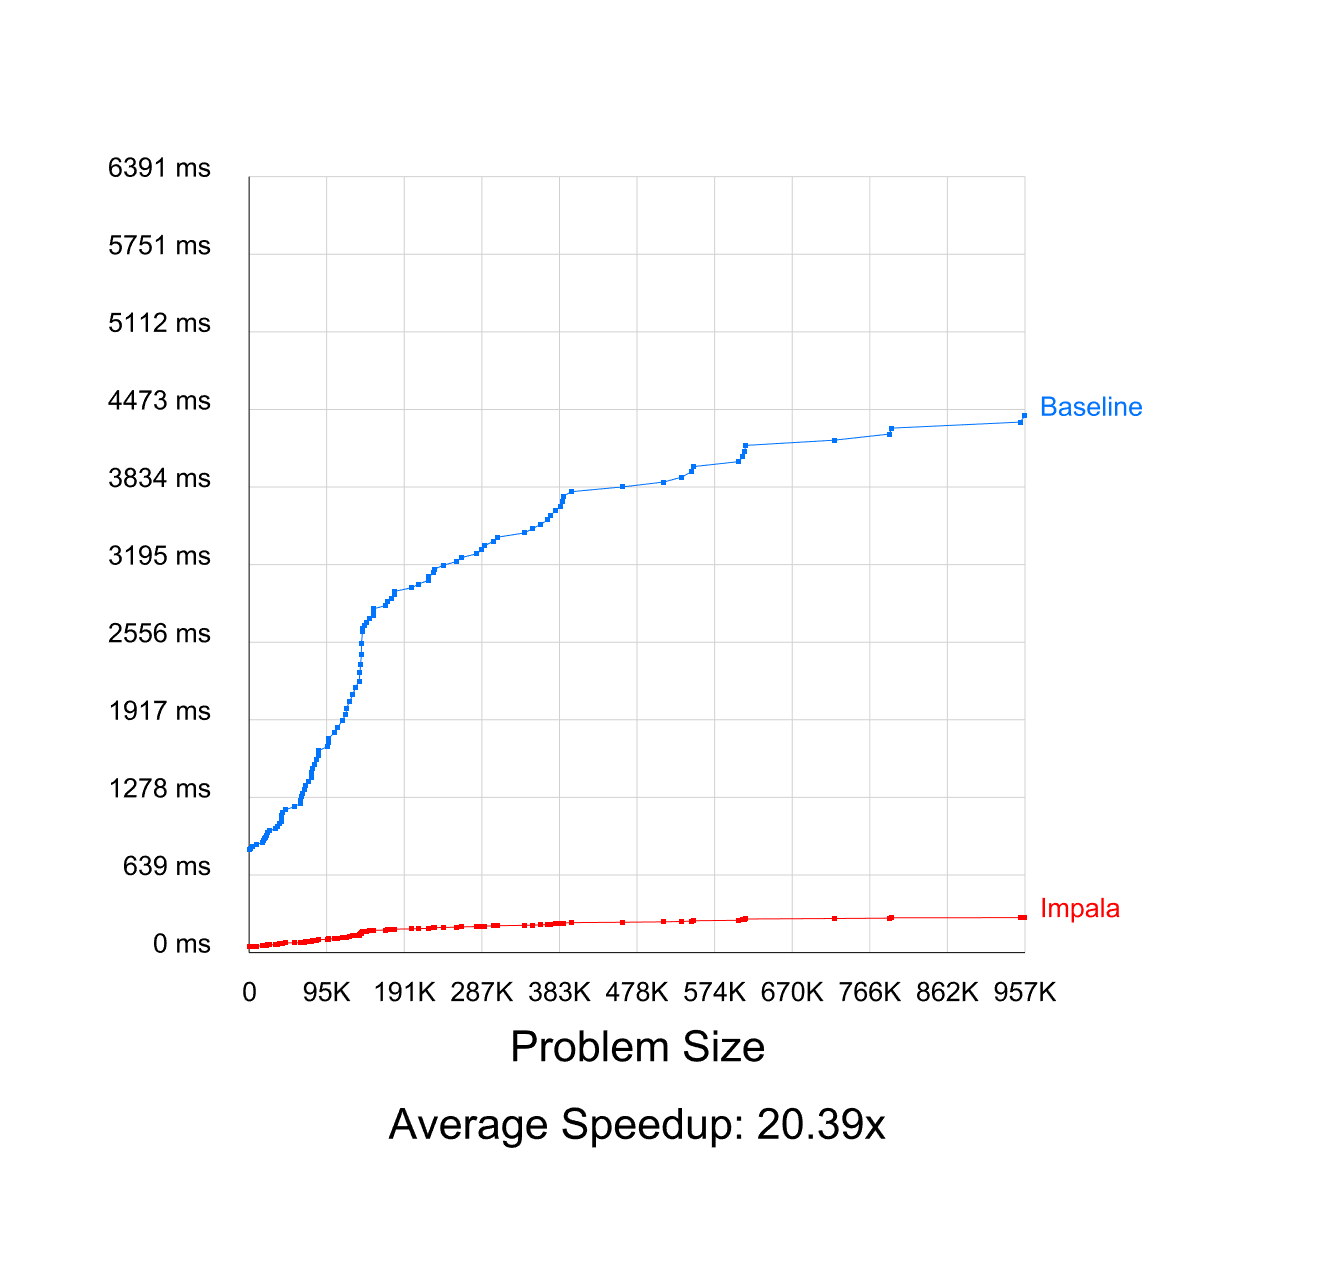 6391 ms
5751 ms
5112 ms
4473 ms
Baseline
3834 ms
3195 ms
2556 ms
1917 ms
1278 ms
639 ms
Impala
0 ms
0 95K 191K 287K 383K 478K 574K 670K 766K 862K 957K
Problem Size
Average Speedup: 20.39x